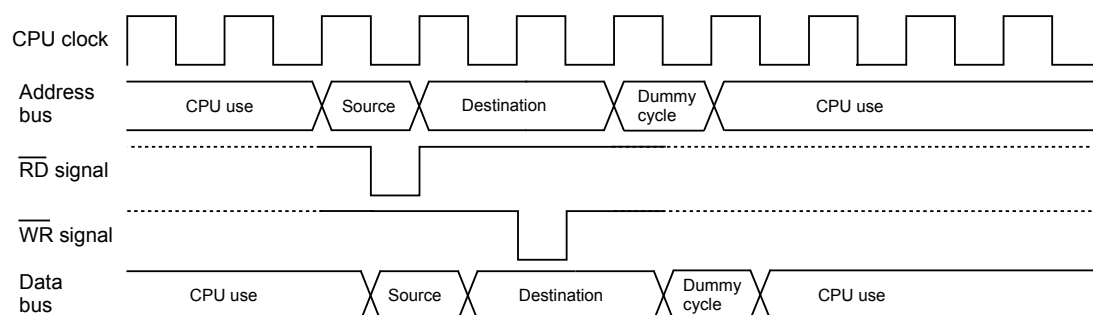 CPU clock
Address
bus
CPU use
Source
Destination
Dummy
cycle
CPU use
RD signal
WR signal
Data
bus
CPU use
Source
Destination
Dummy
cycle
CPU use